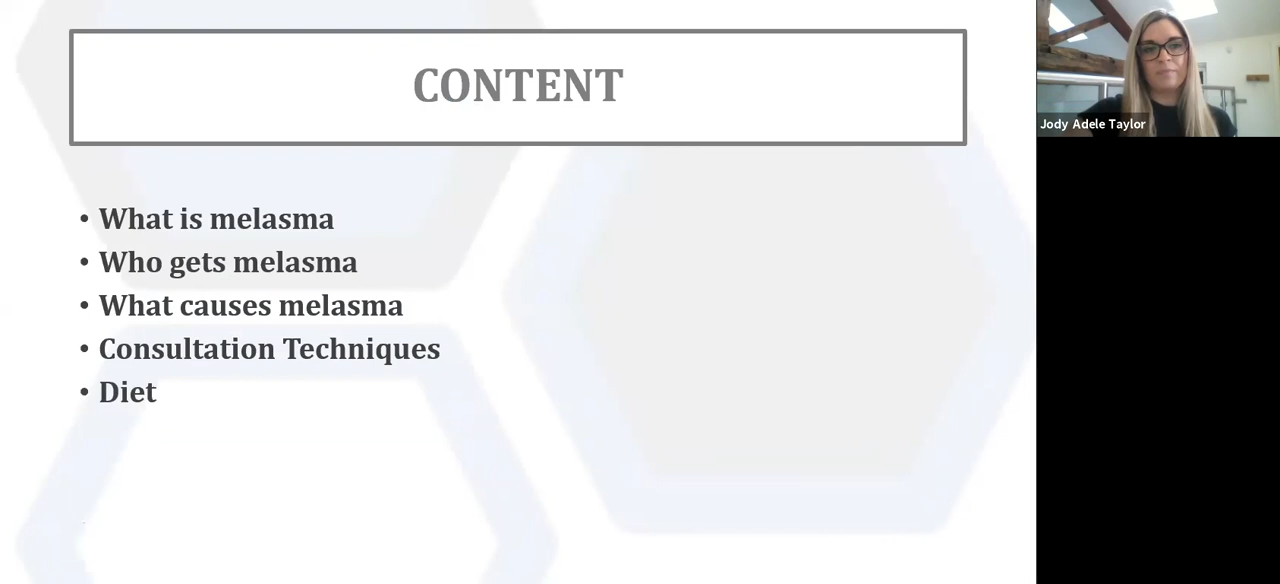 CONTENT
• What is melasma
• Who gets melasma
• What causes melasma
• Consultation Techniques
• Diet
Jody Adele Taylor